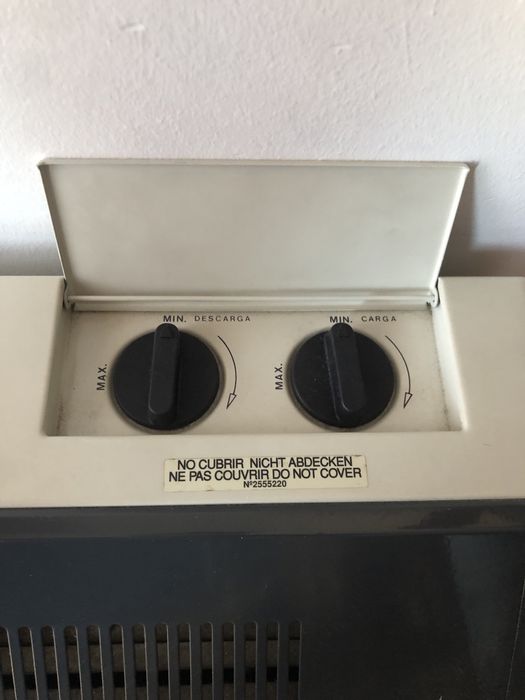 MIN. DESCARGA
MAX.
MIN. CARGA
MAX.
NO CUBRIR NICHT ABDECKEN
NE PAS COUVRIR DO NOT COVER
Nº2555220